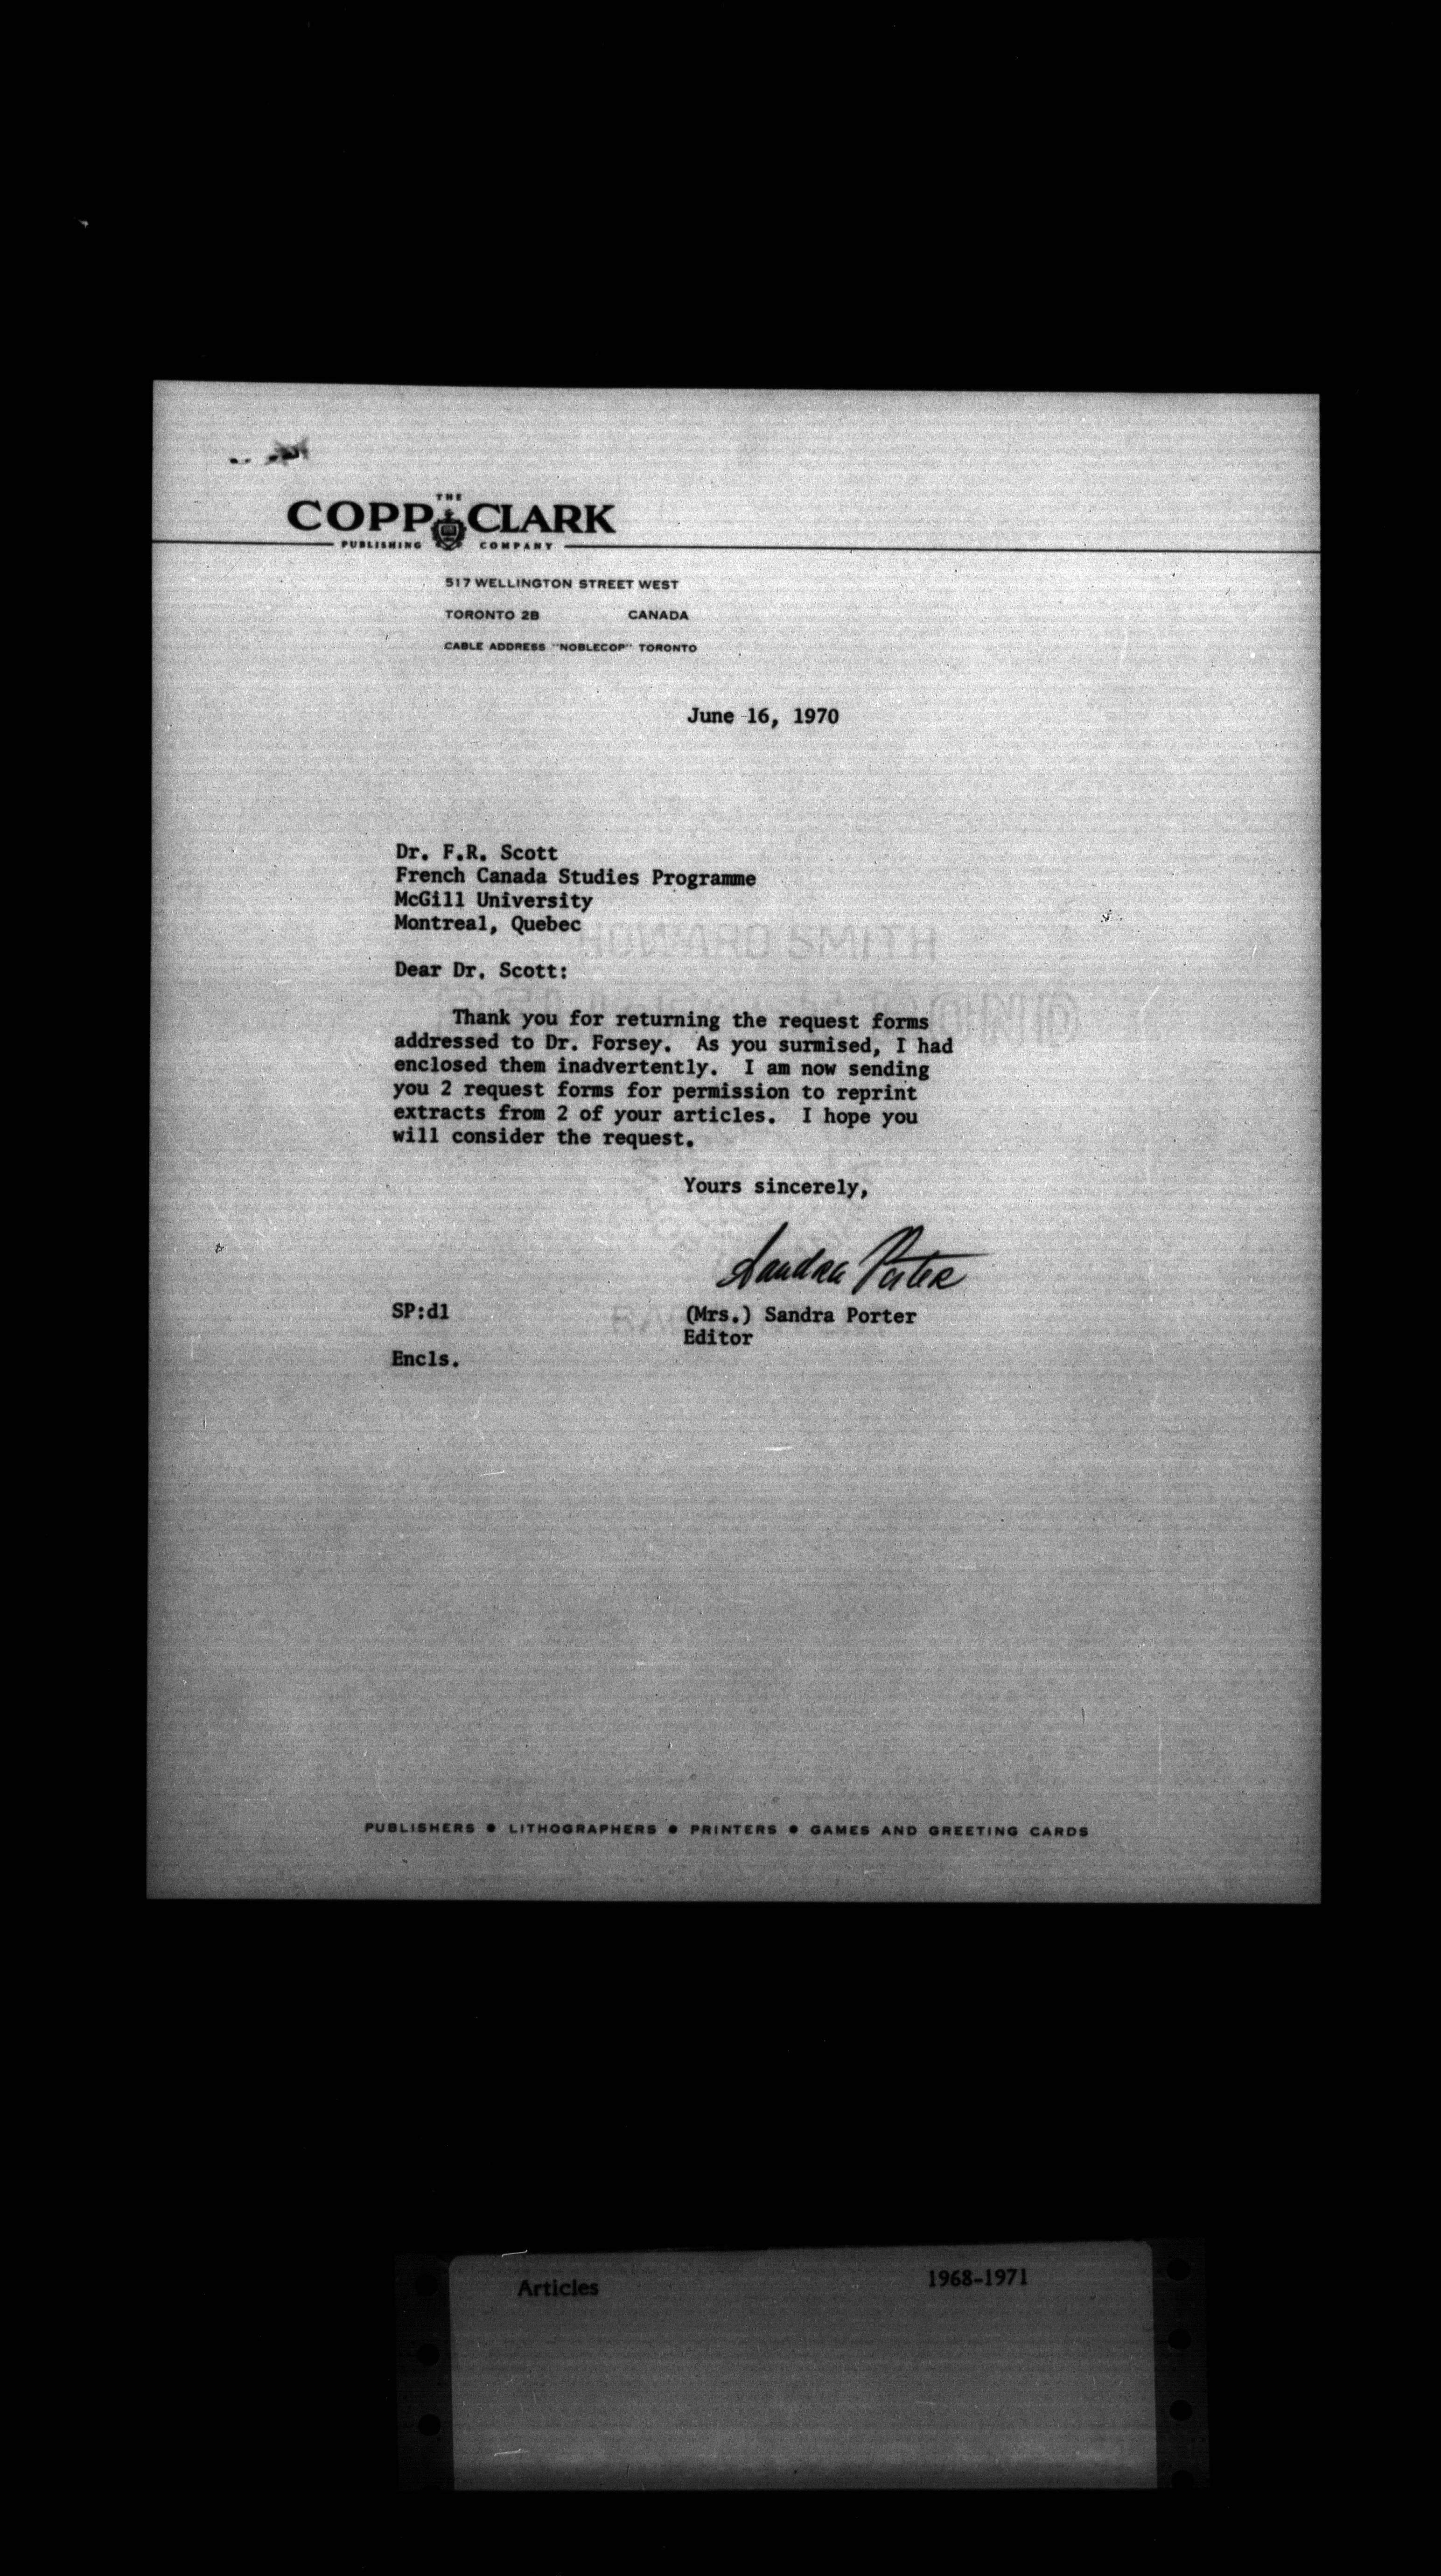 THE
COPP CLARK
PUBLISHING COMPANY
517 WELLINGTON STREET WEST
TORONTO 2B CANADA
CABLE ADDRESS "NOBLECOP" TORONTO
June 16, 1970
Dr. F.R. Scott
French Canada Studies Programme
McGill University
Montreal, Quebec
HOWARD SMITH
Dear Dr. Scott:
BOND
Thank you for returning the request forms
addressed to Dr. Forsey. As you surmised, I had
enclosed them inadvertently. I am now sending
you 2 request forms for permission to reprint
extracts from 2 of your articles. I hope you
will consider the request.
Yours sincerely,
Sandra Porter
SP:dl (Mrs.) Sandra Porter
Editor
Encls.
PUBLISHERS • LITHOGRAPHERS • PRINTERS • GAMES AND GREETING CARDS
Articles 1968-1971